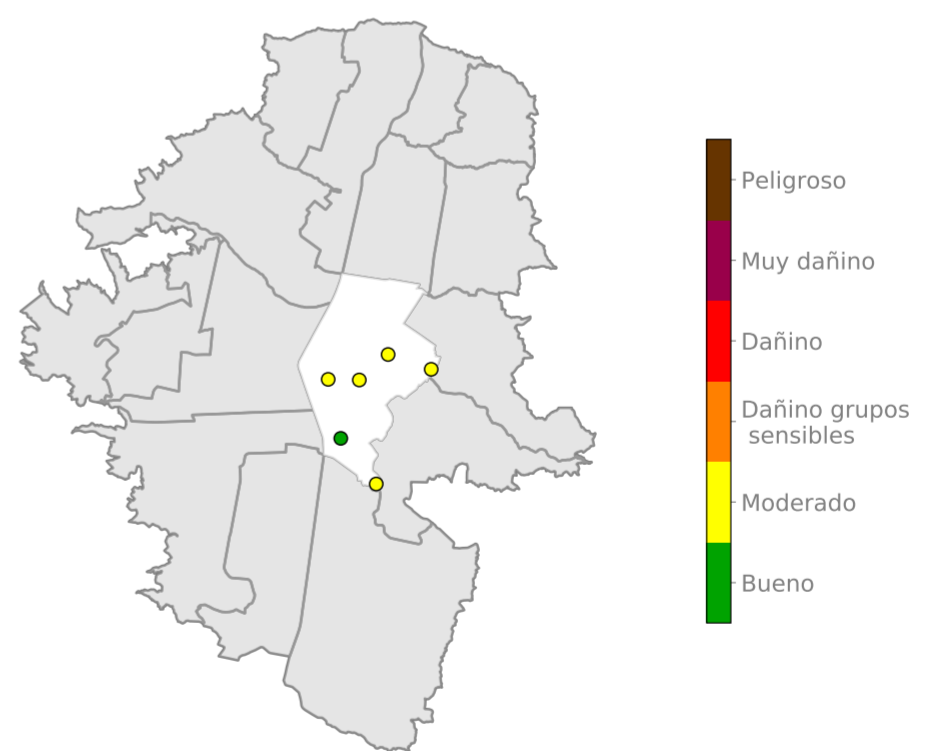 Peligroso
Muy dañino
Dañino
Dañino grupos
sensibles
Moderado
Bueno